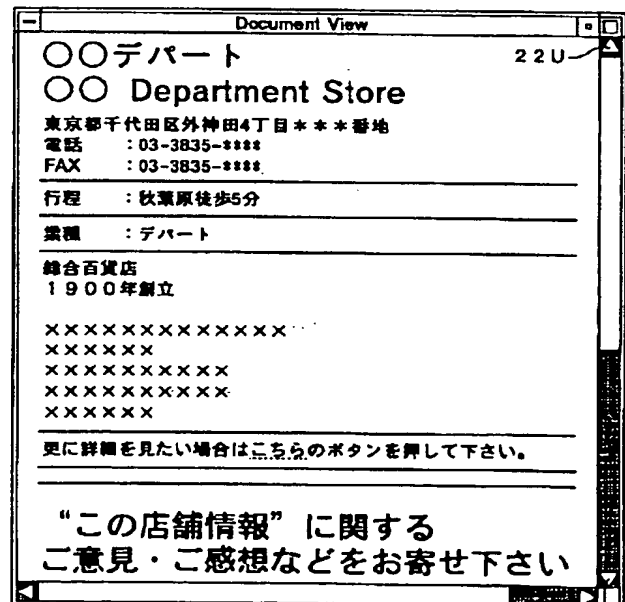 Document View
○○デパート
22U
○○ Department Store
東京都千代田区外神田4丁目＊＊＊番地
電話 :03-3835-****
FAX :03-3835-****
行程 :秋葉原徒歩5分
業種 :デパート
総合百貨店
1900年創立
×××××××××××××
××××××
××××××××××
××××××××××
××××××
更に詳細を見たい場合はこちらのボタンを押して下さい。
“この店舗情報”に関する
ご意見・ご感想などをお寄せ下さい